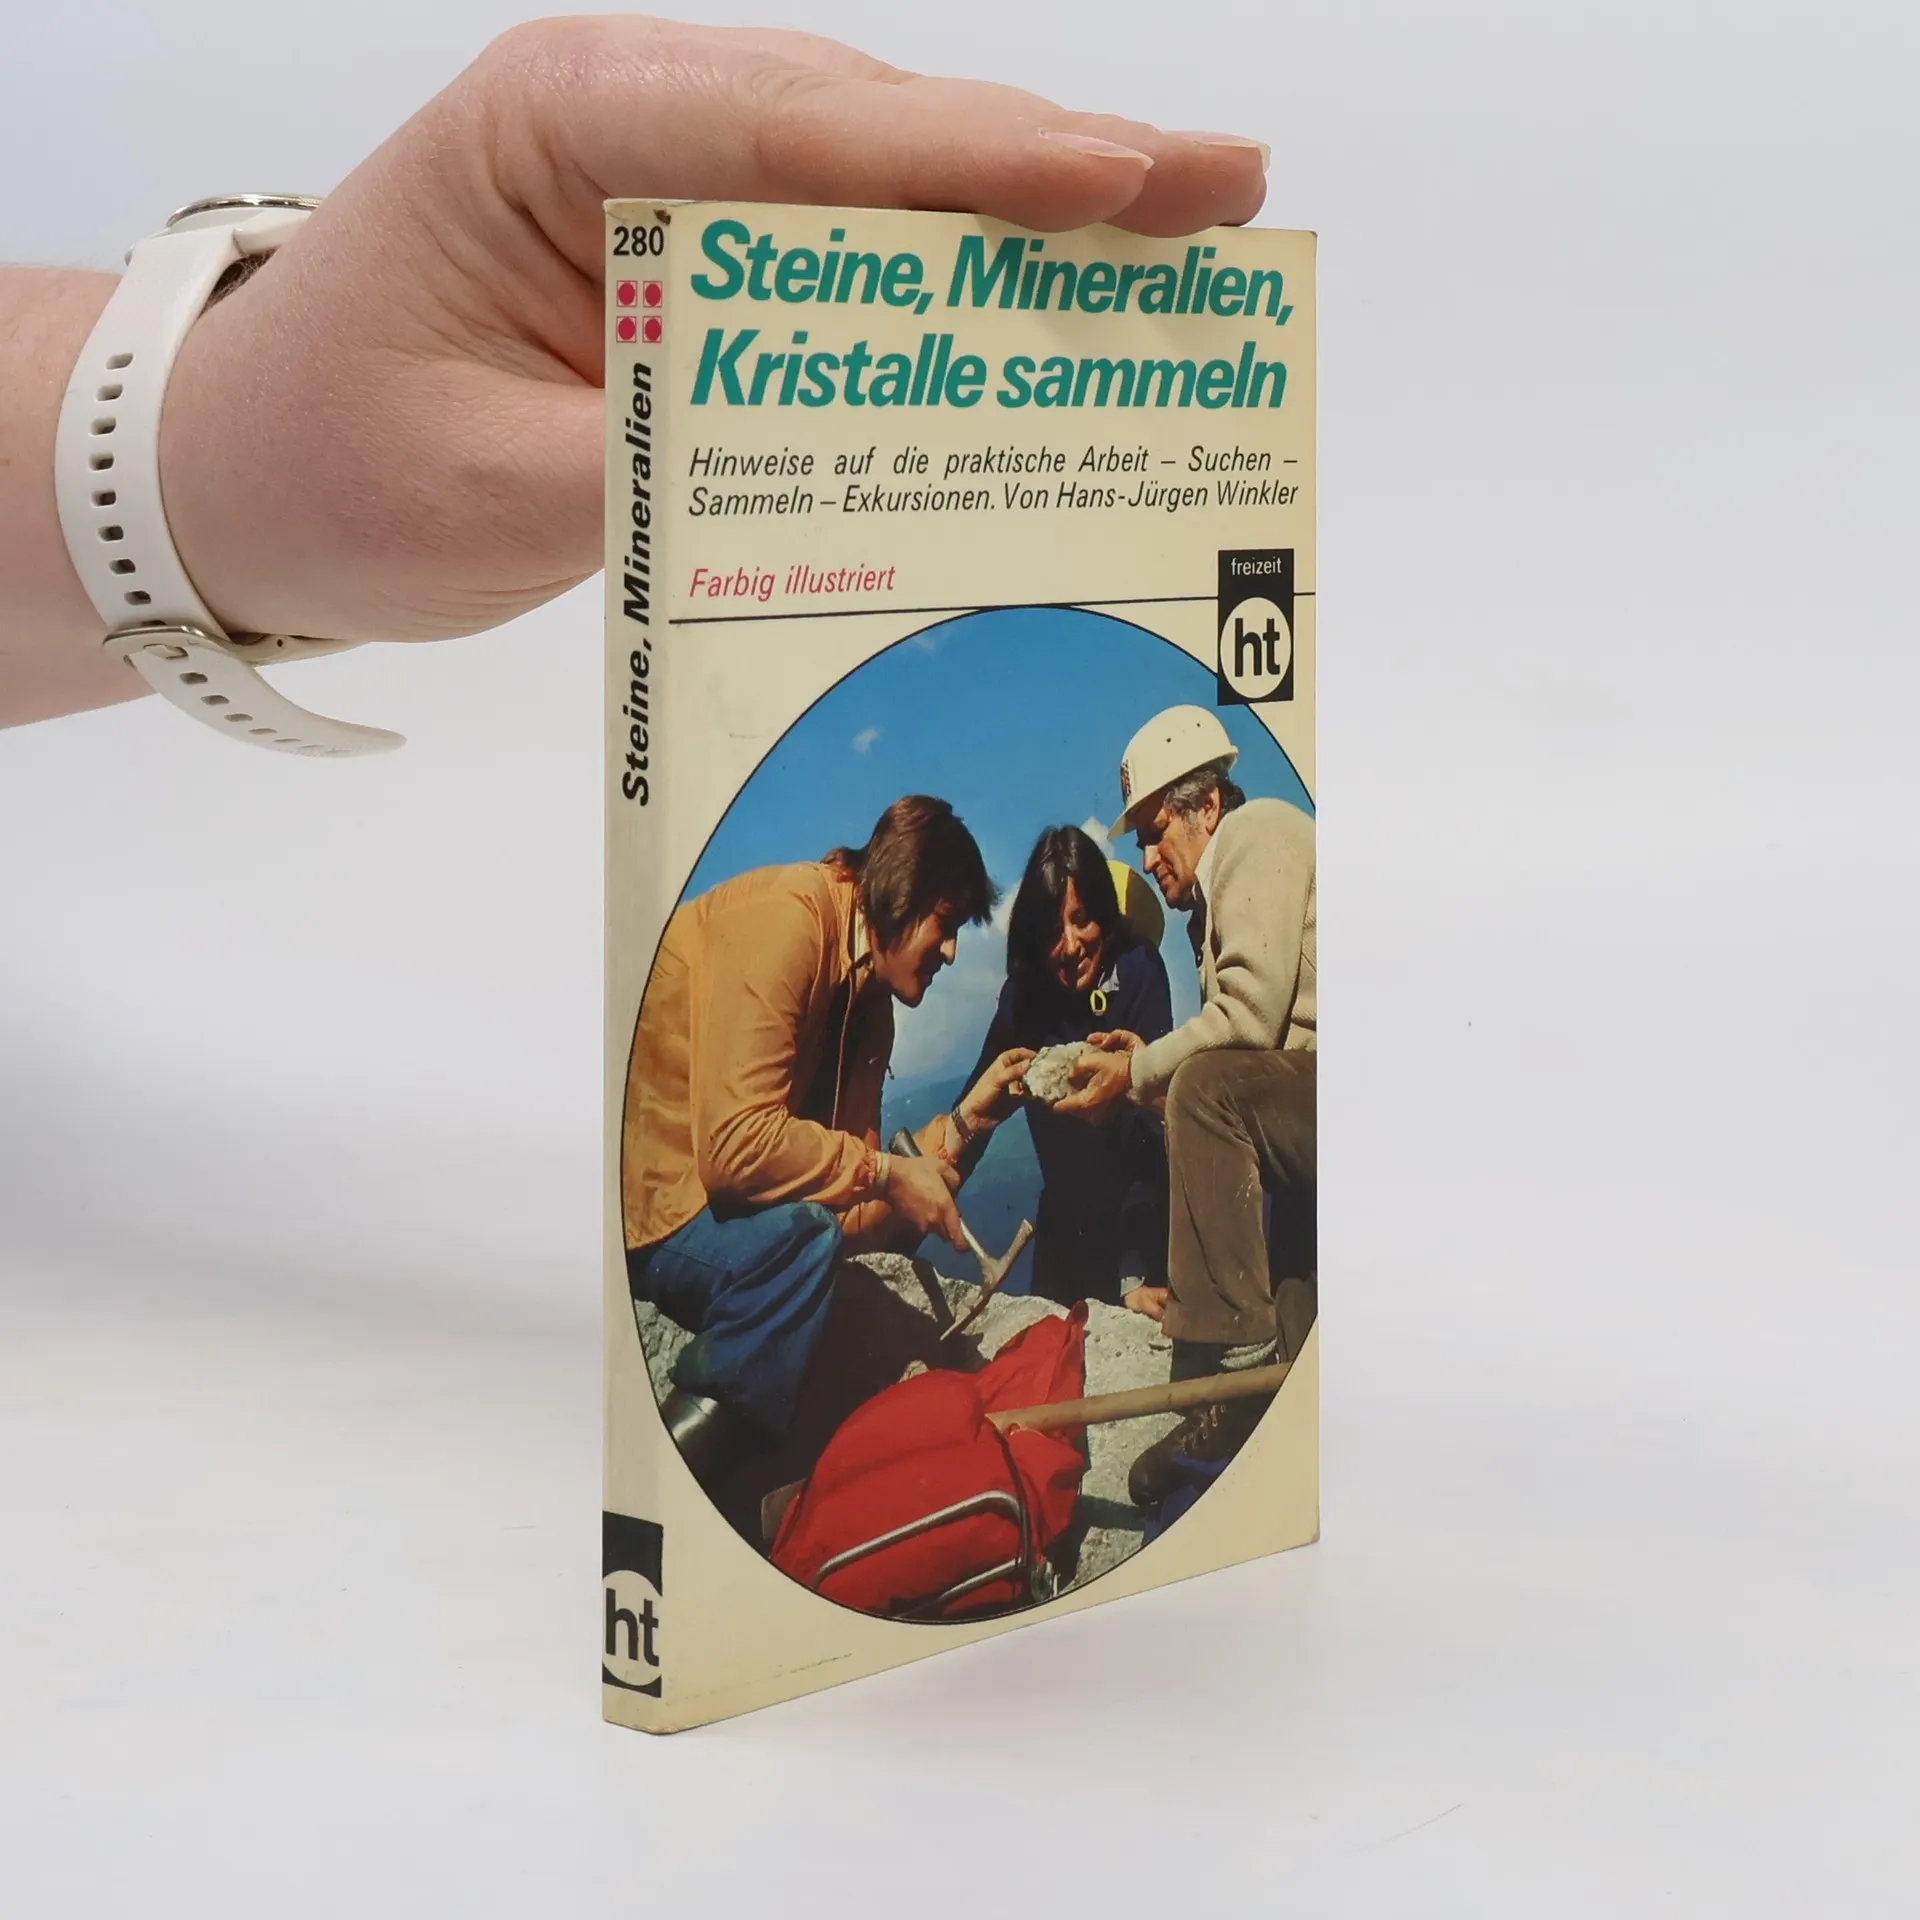 280
Steine, Mineralien
ht
Steine, Mineralien,
Kristalle sammeln
Hinweise auf die praktische Arbeit – Suchen –
Sammeln – Exkursionen. Von Hans-Jürgen Winkler
Farbig illustriert
freizeit
ht